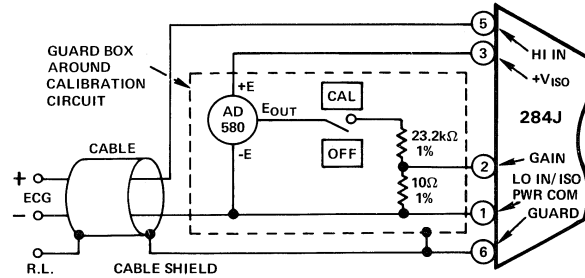 GUARD BOX
AROUND
CALIBRATION
CIRCUIT
5
HI IN
3
+VISO
+E
AD
580
EOUT
CAL
OFF
-E
284J
23.2kΩ
1%
2
GAIN
10Ω
1%
LO IN/ISO
PWR COM
1
GUARD
6
CABLE
+
ECG
−
R.L.
CABLE SHIELD